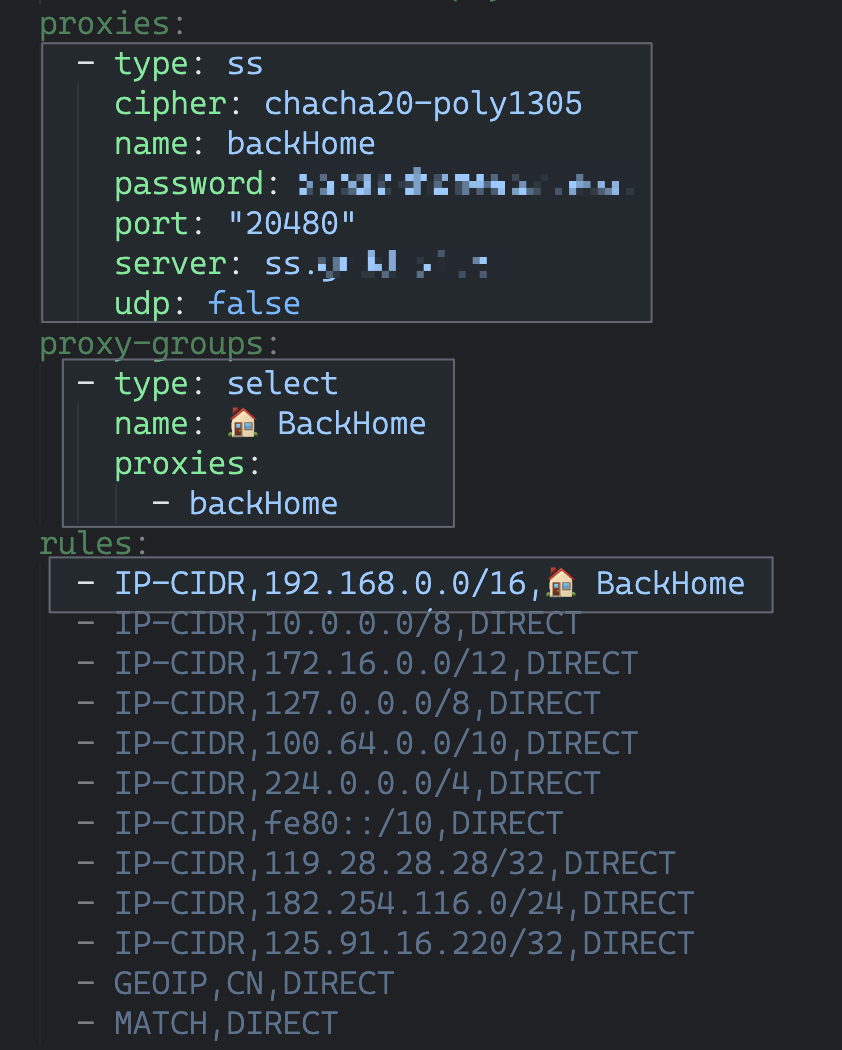 proxies:
- type: ss
cipher: chacha20-poly1305
name: backHome
password:
port: "20480"
server: ss.
udp: false
proxy-groups:
- type: select
name: 🏠 BackHome
proxies:
- backHome
rules:
- IP-CIDR,192.168.0.0/16,🏠 BackHome
- IP-CIDR,10.0.0.0/8,DIRECT
- IP-CIDR,172.16.0.0/12,DIRECT
- IP-CIDR,127.0.0.0/8,DIRECT
- IP-CIDR,100.64.0.0/10,DIRECT
- IP-CIDR,224.0.0.0/4,DIRECT
- IP-CIDR,fe80::/10,DIRECT
- IP-CIDR,119.28.28.28/32,DIRECT
- IP-CIDR,182.254.116.0/24,DIRECT
- IP-CIDR,125.91.16.220/32,DIRECT
- GEOIP,CN,DIRECT
- MATCH,DIRECT